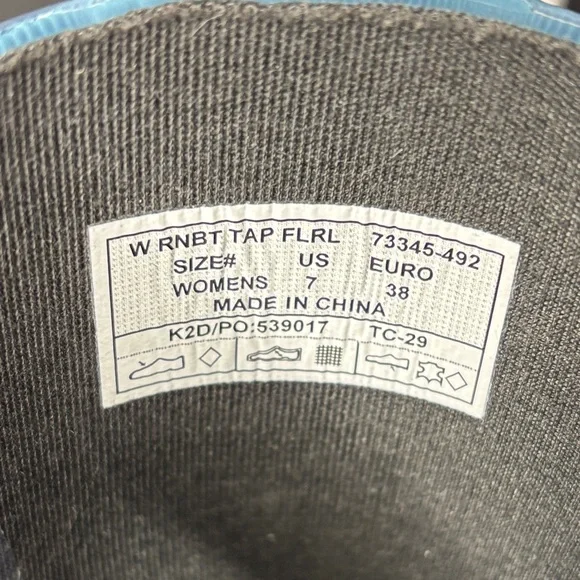 W RNBT TAP FLRL 73345-492
SIZE# US EURO
WOMENS 7 38
MADE IN CHINA
K2D/PO:539017 TC-29